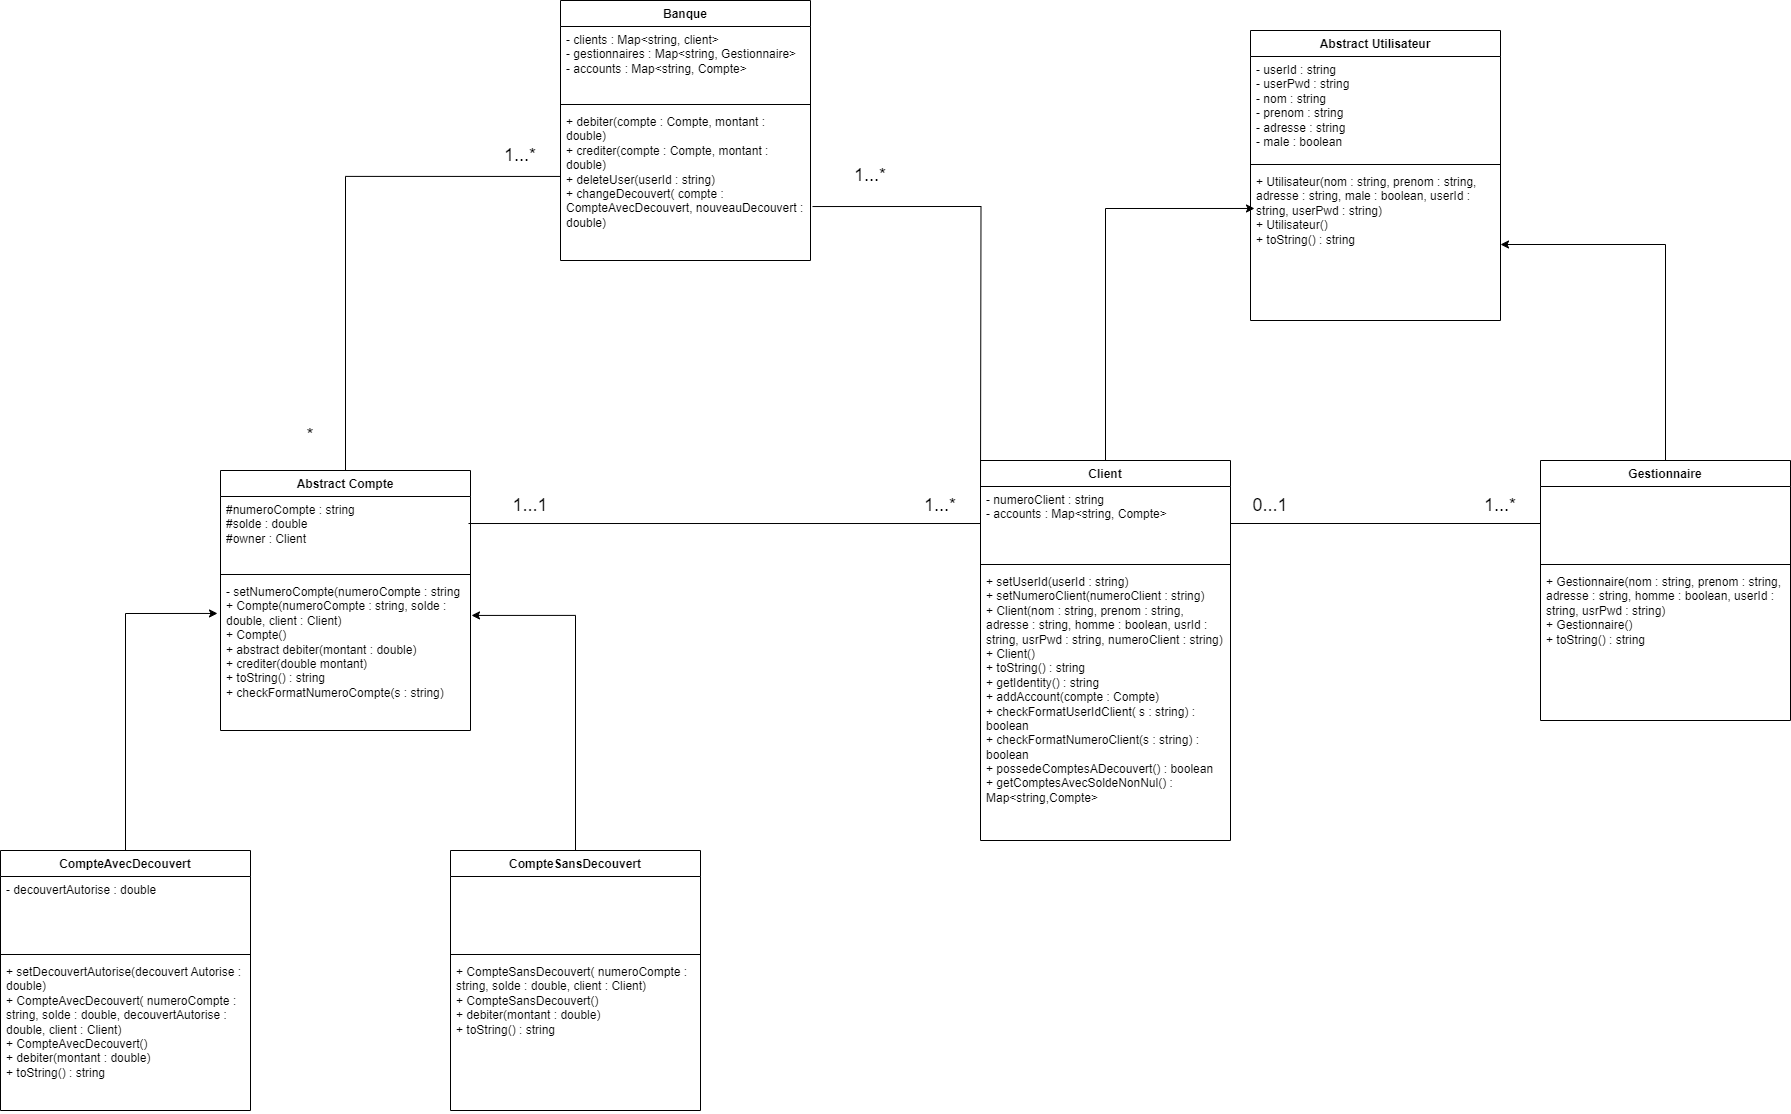 Banque
- clients : Map<string, client>
- gestionnaires : Map<string, Gestionnaire>
- accounts : Map<string, Compte>
+ debiter(compte : Compte, montant :
double)
+ crediter(compte : Compte, montant :
double)
+ deleteUser(userId : string)
+ changeDecouvert( compte :
CompteAvecDecouvert, nouveauDecouvert :
double)
Abstract Utilisateur
- userId : string
- userPwd : string
- nom : string
- prenom : string
- adresse : string
- male : boolean
+ Utilisateur(nom : string, prenom : string,
adresse : string, male : boolean, userId :
string, userPwd : string)
+ Utilisateur()
+ toString() : string
1...*
1...*
*
Abstract Compte
#numeroCompte : string
#solde : double
#owner : Client
- setNumeroCompte(numeroCompte : string
+ Compte(numeroCompte : string, solde :
double, client : Client)
+ Compte()
+ abstract debiter(montant : double)
+ crediter(double montant)
+ toString() : string
+ checkFormatNumeroCompte(s : string)
1...1
1...*
Client
- numeroClient : string
- accounts : Map<string, Compte>
+ setUserId(userId : string)
+ setNumeroClient(numeroClient : string)
+ Client(nom : string, prenom : string,
adresse : string, homme : boolean, usrId :
string, usrPwd : string, numeroClient : string)
+ Client()
+ toString() : string
+ getIdentity() : string
+ addAccount(compte : Compte)
+ checkFormatUserIdClient( s : string) :
boolean
+ checkFormatNumeroClient(s : string) :
boolean
+ possedeComptesADecouvert() : boolean
+ getComptesAvecSoldeNonNul() :
Map<string,Compte>
0...1
1...*
Gestionnaire
+ Gestionnaire(nom : string, prenom : string,
adresse : string, homme : boolean, userId :
string, usrPwd : string)
+ Gestionnaire()
+ toString() : string
CompteAvecDecouvert
- decouvertAutorise : double
+ setDecouvertAutorise(decouvert Autorise :
double)
+ CompteAvecDecouvert( numeroCompte :
string, solde : double, decouvertAutorise :
double, client : Client)
+ CompteAvecDecouvert()
+ debiter(montant : double)
+ toString() : string
CompteSansDecouvert
+ CompteSansDecouvert( numeroCompte :
string, solde : double, client : Client)
+ CompteSansDecouvert()
+ debiter(montant : double)
+ toString() : string